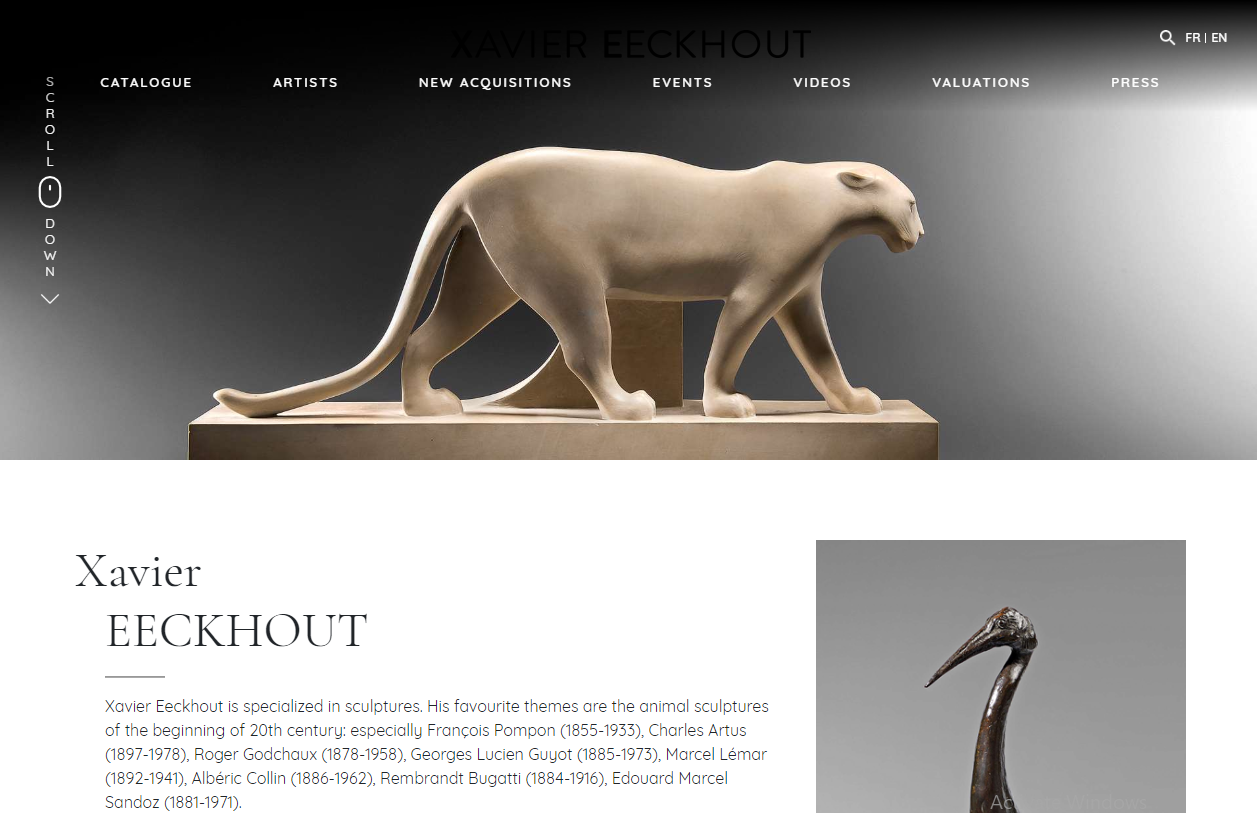 XAVIER EECKHOUT
FR | EN
CATALOGUE ARTISTS NEW ACQUISITIONS EVENTS VIDEOS VALUATIONS PRESS
SCROLL
DOWN
Xavier
EECKHOUT
Xavier Eeckhout is specialized in sculptures. His favourite themes are the animal sculptures
of the beginning of 20th century: especially François Pompon (1855-1933), Charles Artus
(1897-1978), Roger Godchaux (1878-1958), Georges Lucien Guyot (1885-1973), Marcel Lémar
(1892-1941), Albéric Collin (1886-1962), Rembrandt Bugatti (1884-1916), Edouard Marcel
Sandoz (1881-1971).
Windows